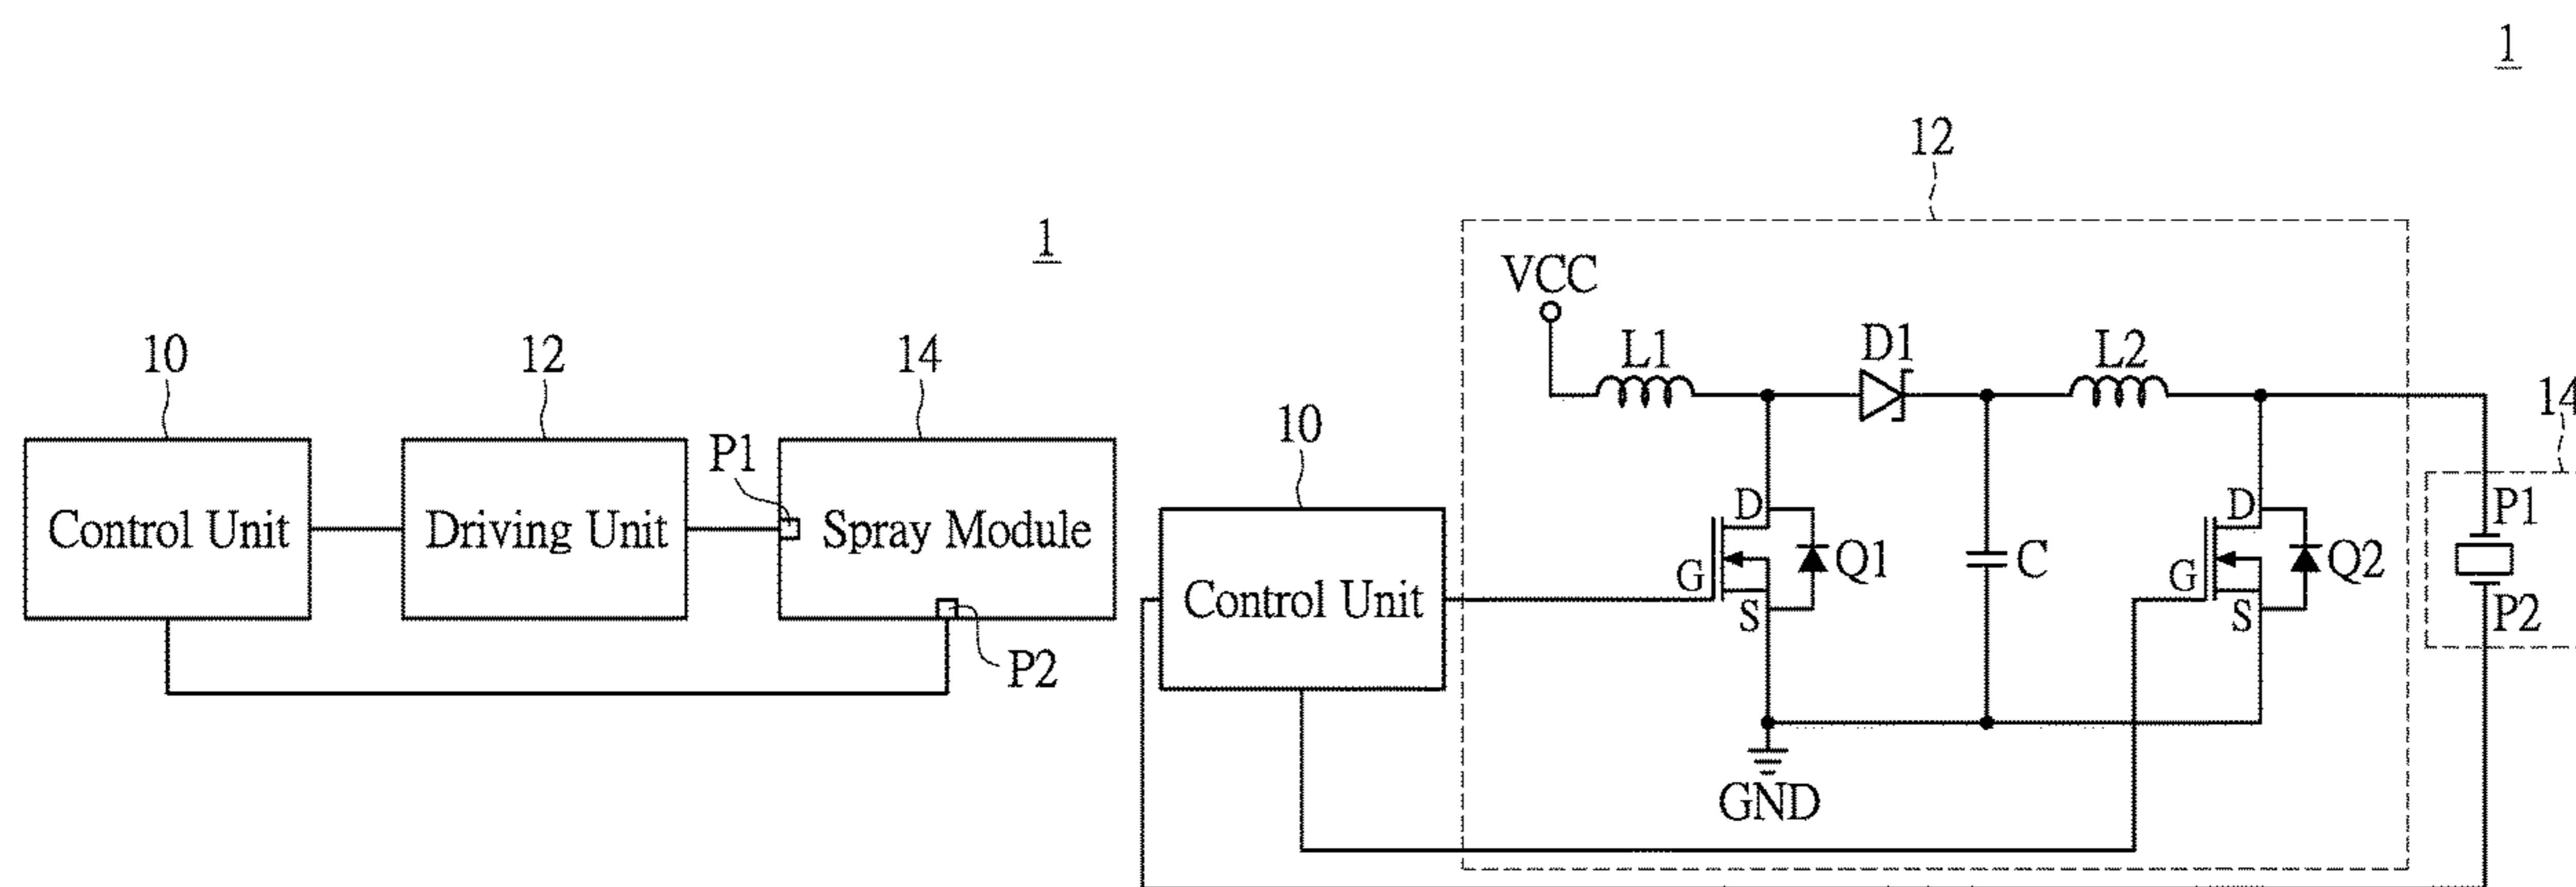 1
10
12
14
P1
Control Unit
Driving Unit
Spray Module
P2
1
12
VCC
L1
D1
L2
14
10
Control Unit
D
G
S
Q1
C
D
G
S
Q2
P1
P2
GND